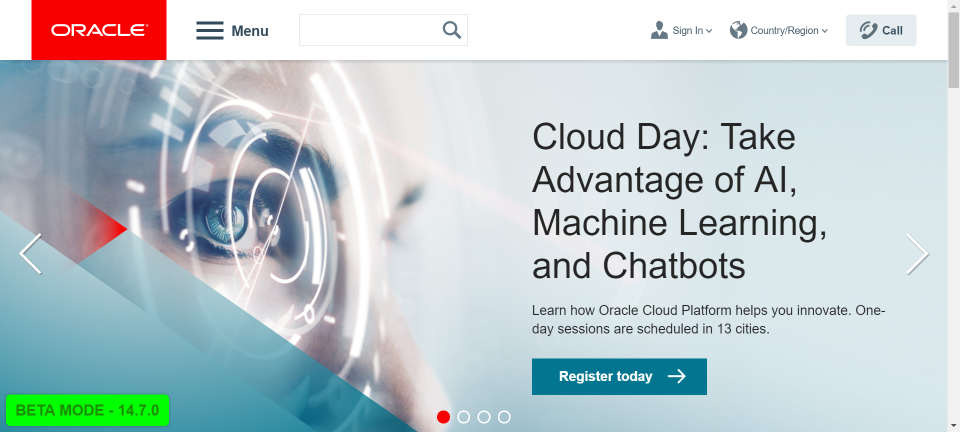 ORACLE
Menu
Sign In
Country/Region
Call
Cloud Day: Take
Advantage of AI,
Machine Learning,
and Chatbots
Learn how Oracle Cloud Platform helps you innovate. One-
day sessions are scheduled in 13 cities.
Register today
BETA MODE - 14.7.0